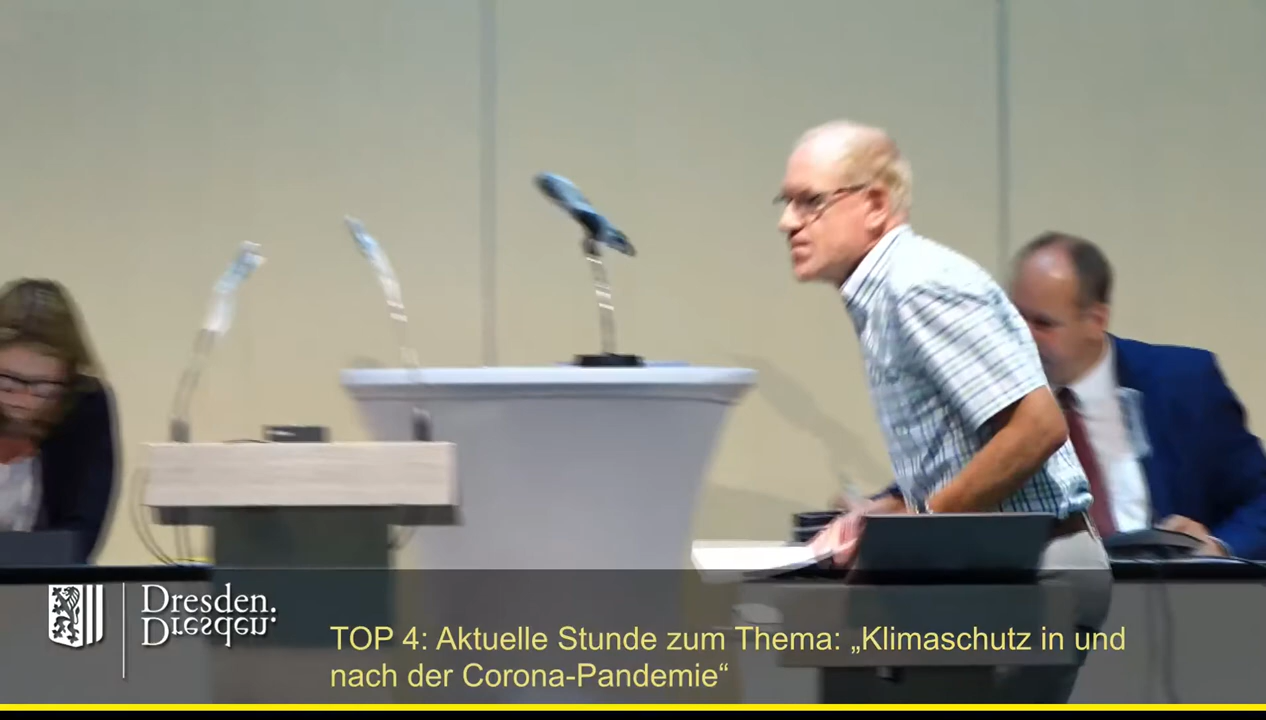 Dresden.
Dresden.
TOP 4: Aktuelle Stunde zum Thema: „Klimaschutz in und
nach der Corona-Pandemie“